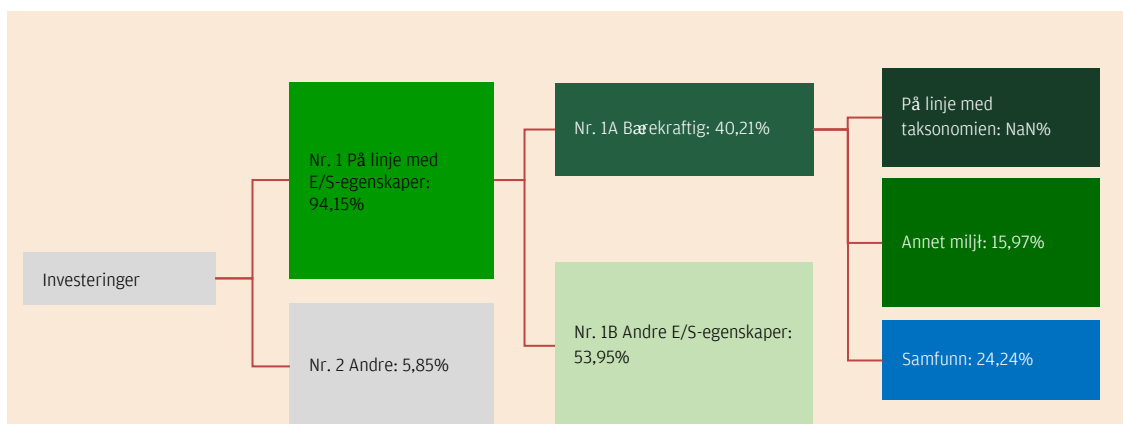 Investeringer
Nr. 1 På linje med
E/S-egenskaper:
94,15%
Nr. 2 Andre: 5,85%
Nr. 1A Bærekraftig: 40,21%
Nr. 1B Andre E/S-egenskaper:
53,95%
På linje med
taksonomien: NaN%
Annet miljł: 15,97%
Samfunn: 24,24%